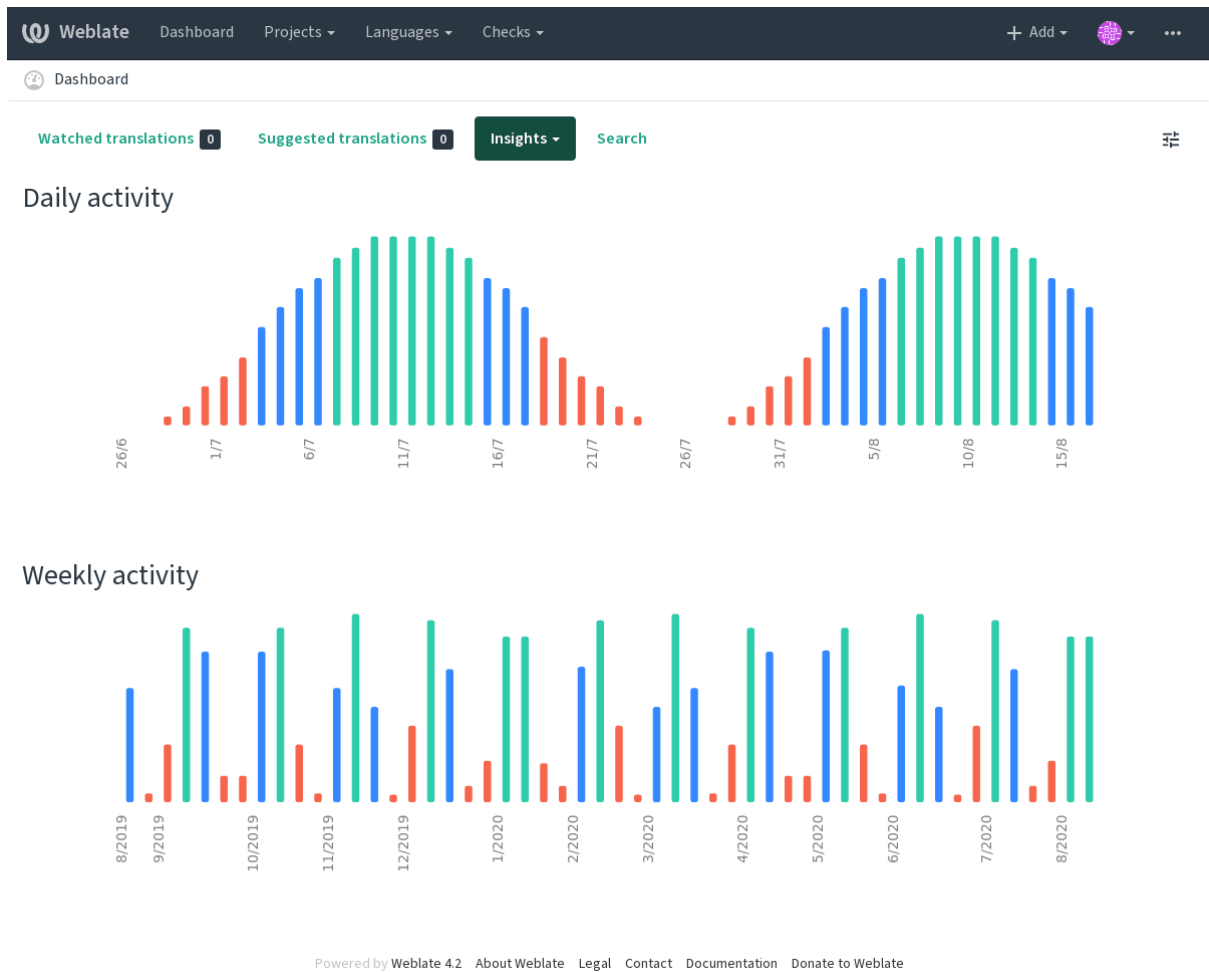 Weblate Dashboard Projects Languages Checks Add
Dashboard
Watched translations 0 Suggested translations 0 Insights Search
Daily activity
26/6 1/7 6/7 11/7 16/7 21/7 26/7 31/7 5/8 10/8 15/8
Weekly activity
8/2019 9/2019 10/2019 11/2019 12/2019 1/2020 2/2020 3/2020 4/2020 5/2020 6/2020 7/2020 8/2020
Powered by Weblate 4.2 About Weblate Legal Contact Documentation Donate to Weblate